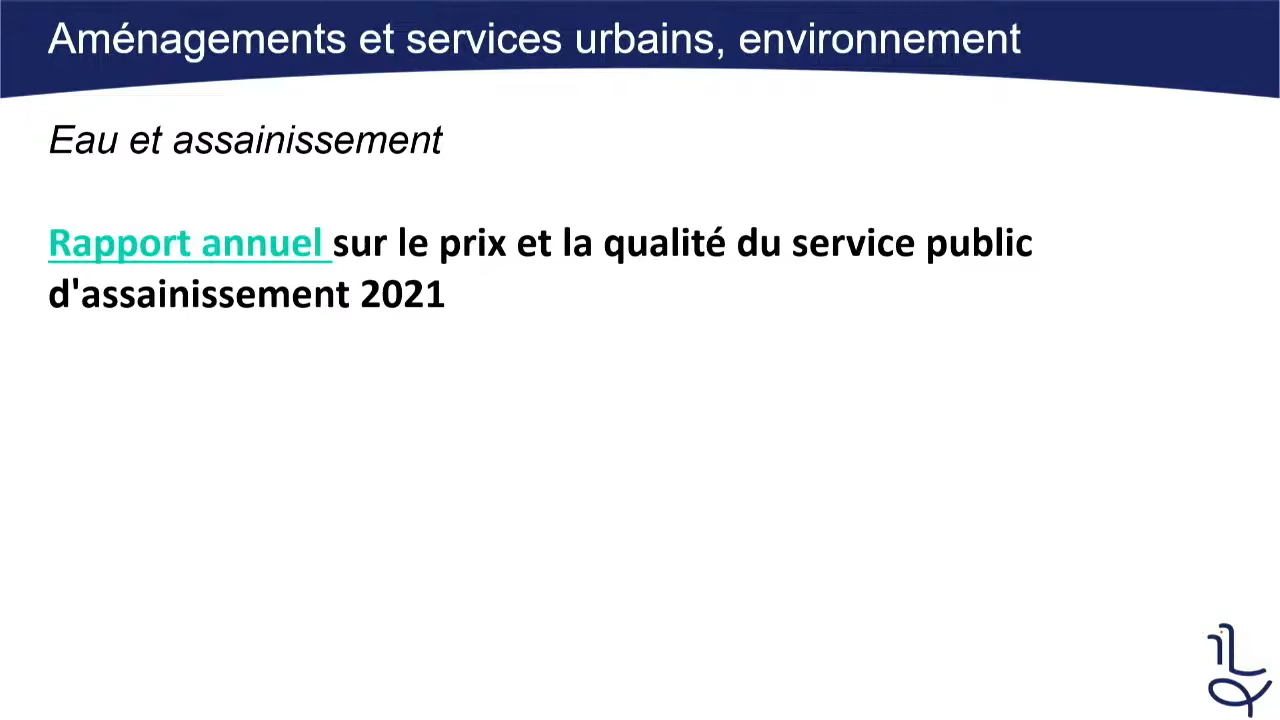 Aménagements et services urbains, environnement
Eau et assainissement
Rapport annuel sur le prix et la qualité du service public
d'assainissement 2021